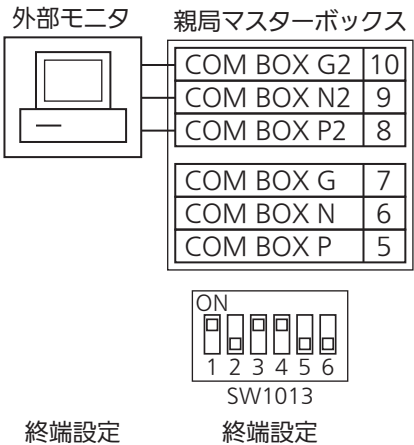 外部モニタ
親局マスターボックス
COM BOX G2 10
COM BOX N2 9
COM BOX P2 8
COM BOX G 7
COM BOX N 6
COM BOX P 5
ON
1 2 3 4 5 6
SW1013
終端設定
終端設定